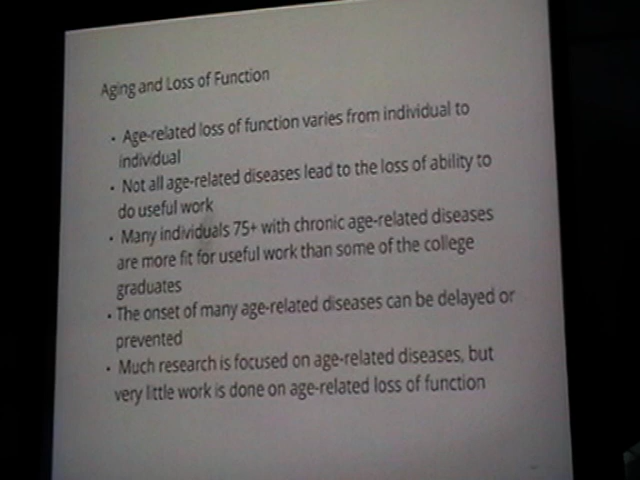 Aging and Loss of Function
• Age-related loss of function varies from individual to
individual
• Not all age-related diseases lead to the loss of ability to
do useful work
• Many individuals 75+ with chronic age-related diseases
are more fit for useful work than some of the college
graduates
• The onset of many age-related diseases can be delayed or
prevented
• Much research is focused on age-related diseases, but
very little work is done on age-related loss of function